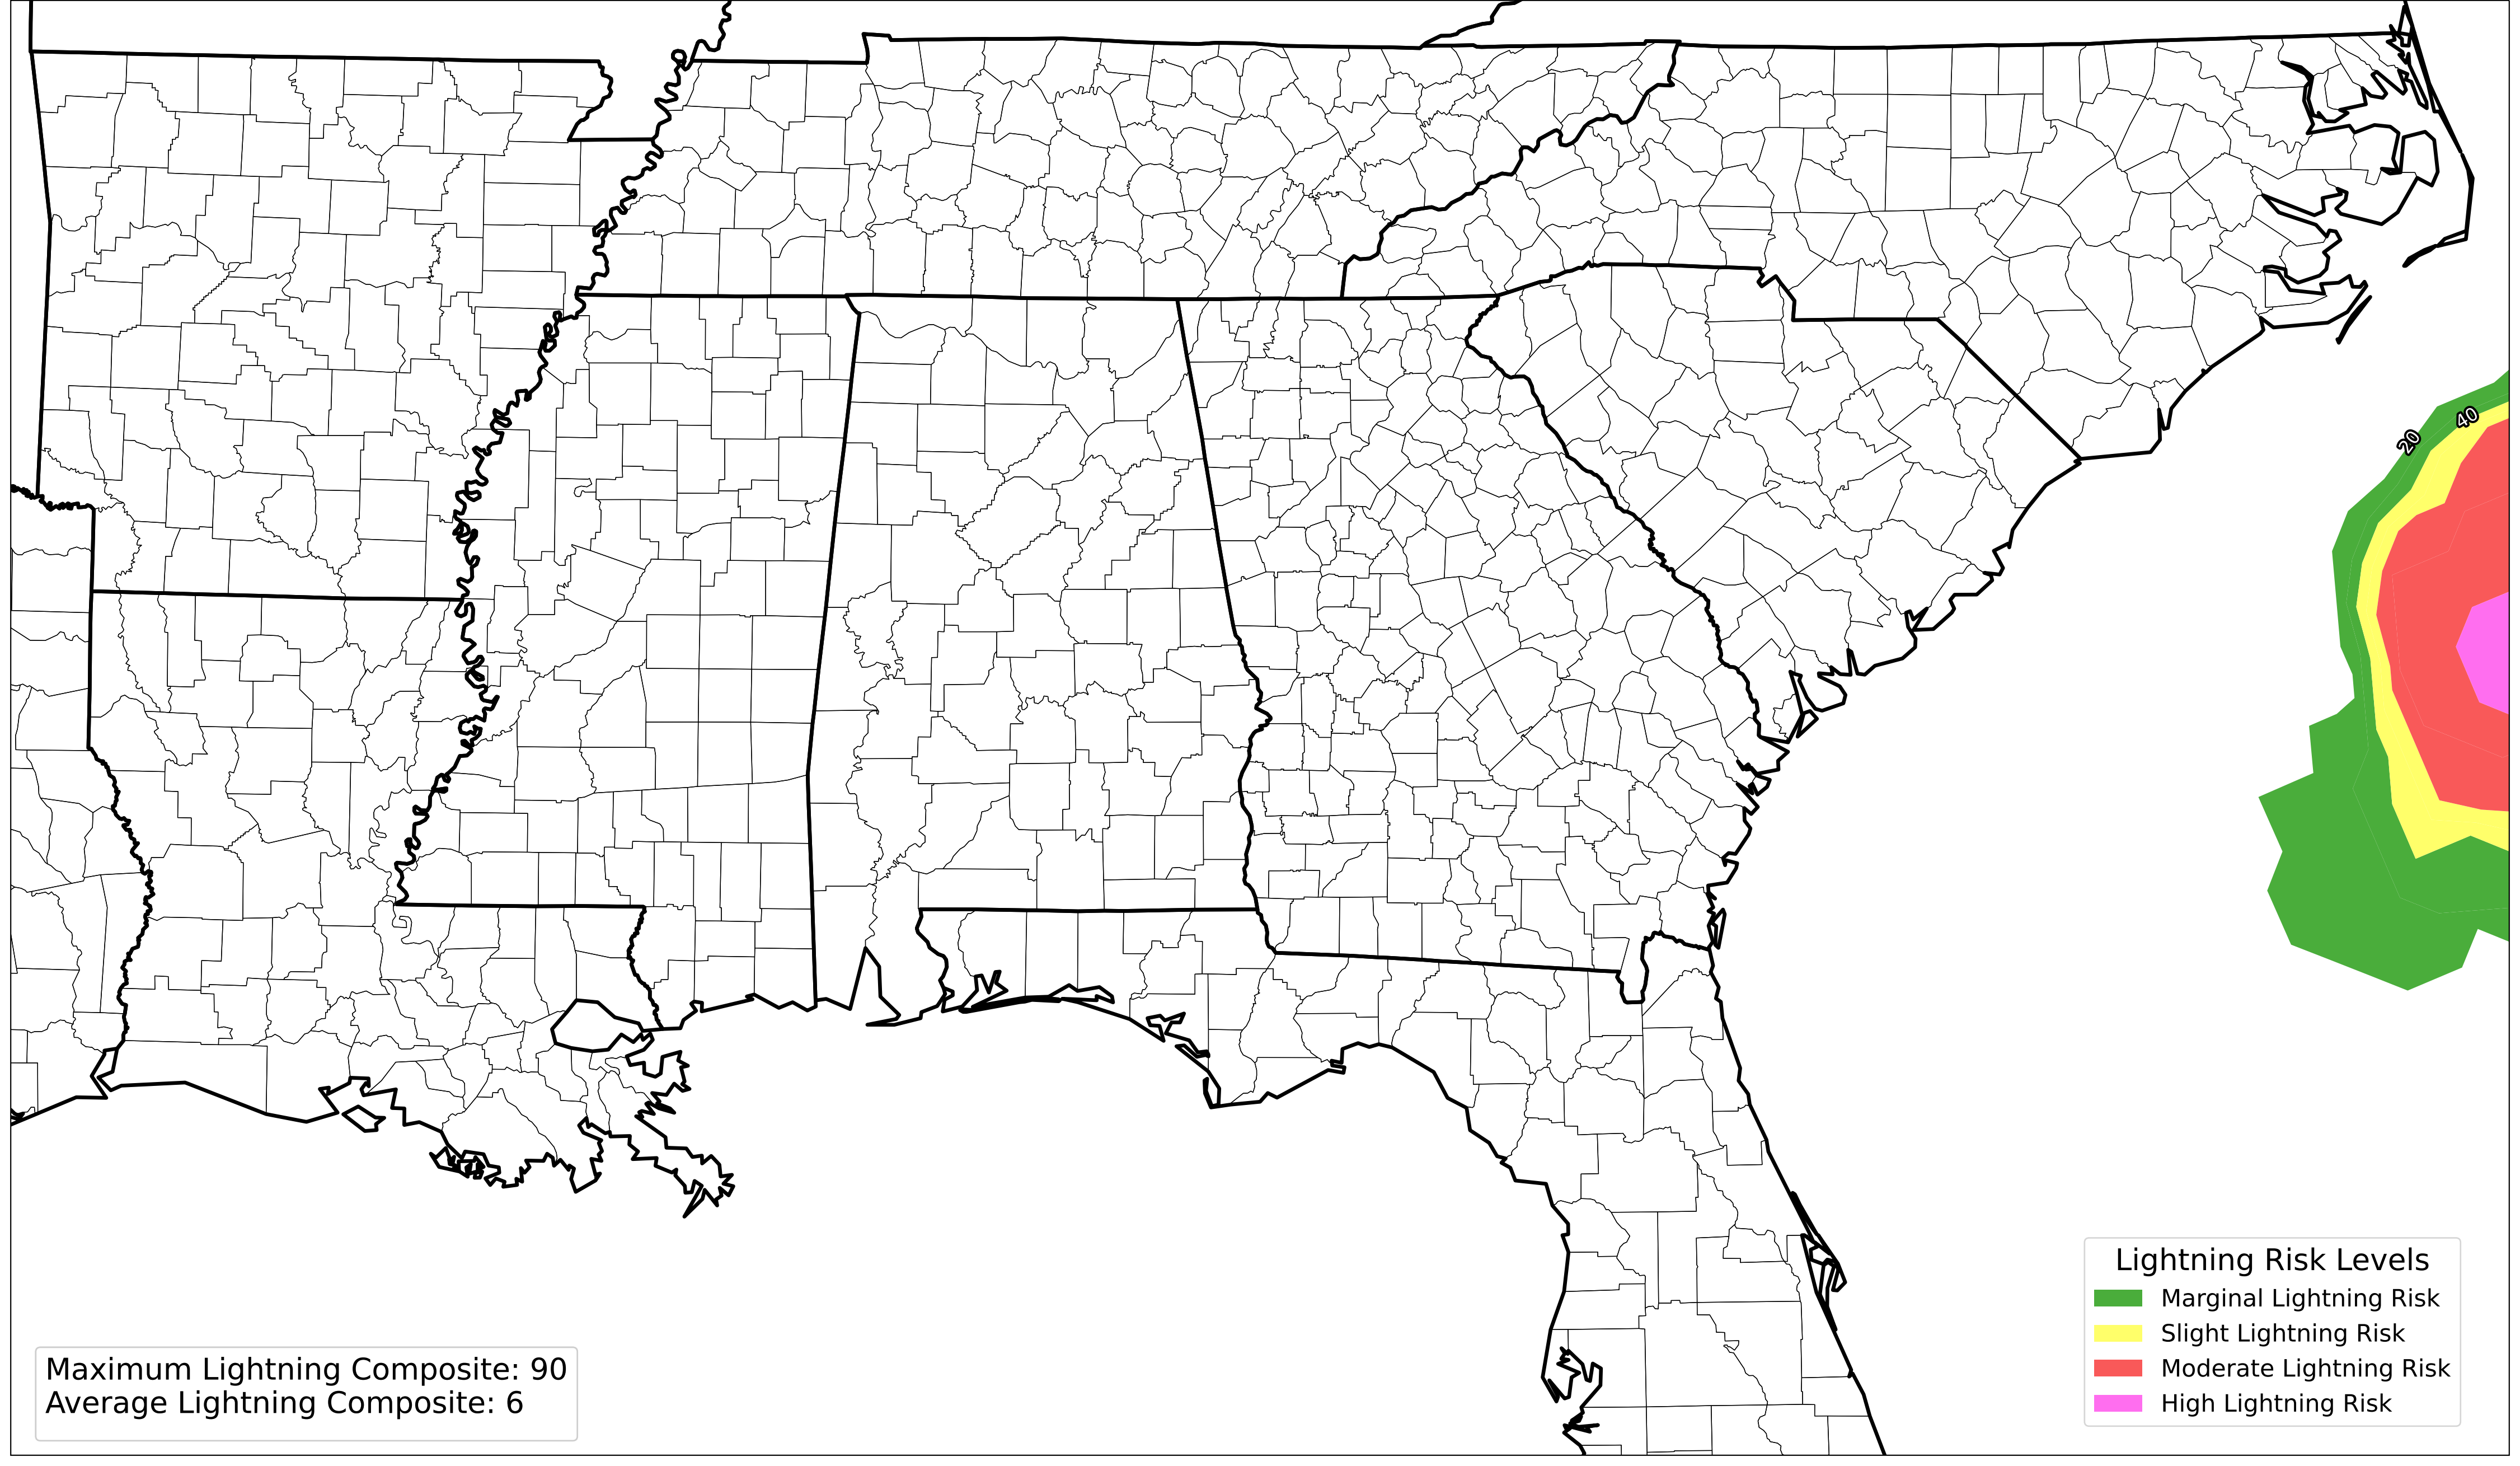 20
40
Lightning Risk Levels
Marginal Lightning Risk
Slight Lightning Risk
Moderate Lightning Risk
High Lightning Risk
Maximum Lightning Composite: 90
Average Lightning Composite: 6